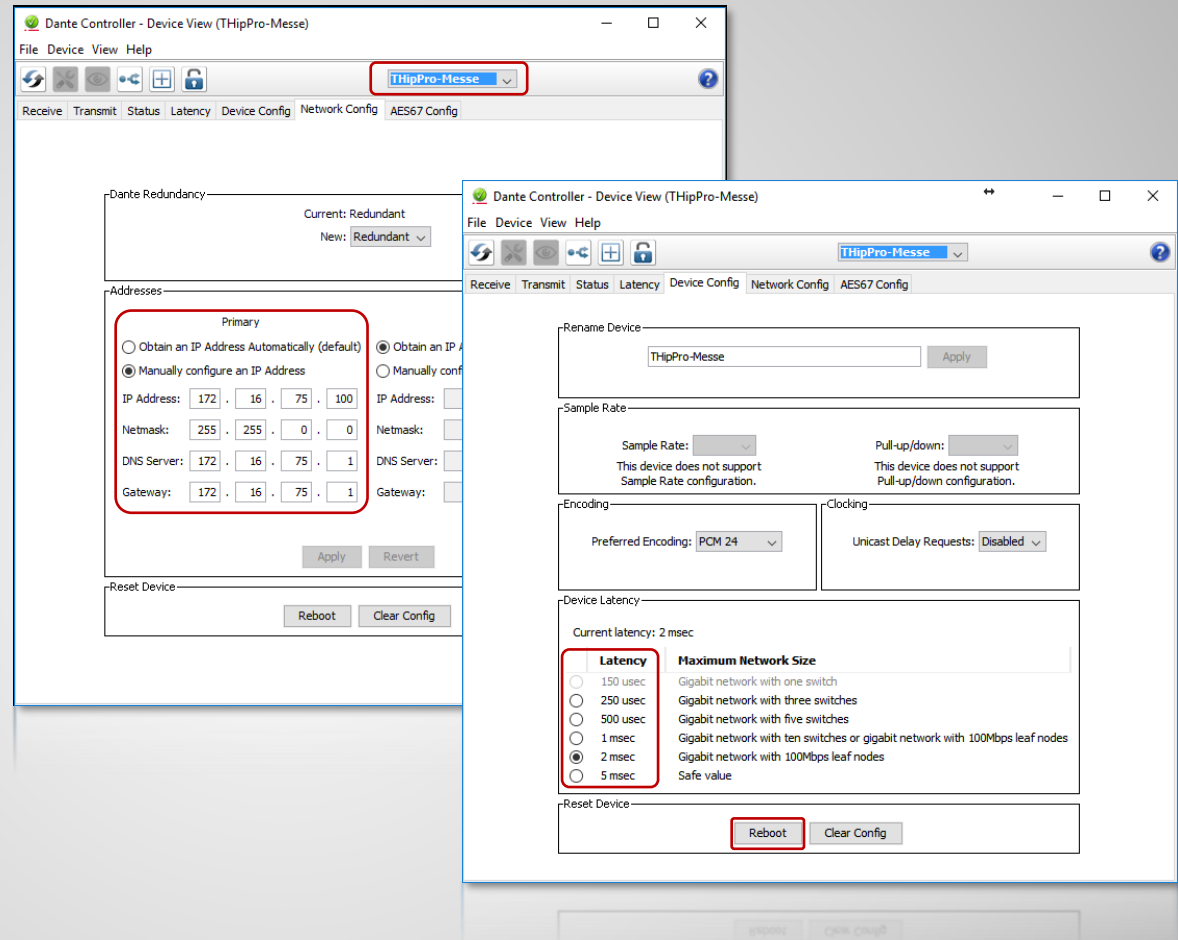 Dante Controller - Device View (THipPro-Messe)
File Device View Help
THipPro-Messe
Receive Transmit Status Latency Device Config Network Config AES67 Config
Dante Redundancy
Current: Redundant
New: Redundant
Addresses
Primary
Obtain an IP Address Automatically (default) Obtain an IP
Manually configure an IP Address Manually conf
IP Address: 172 . 16 . 75 . 100 IP Address:
Netmask: 255 . 255 . 0 . 0 Netmask:
DNS Server: 172 . 16 . 75 . 1 DNS Server:
Gateway: 172 . 16 . 75 . 1 Gateway:
Apply Revert
Reset Device
Reboot Clear Config
Dante Controller - Device View (THipPro-Messe)
File Device View Help
THipPro-Messe
Receive Transmit Status Latency Device Config Network Config AES67 Config
Rename Device
THipPro-Messe Apply
Sample Rate
Sample Rate: Pull-up/down:
This device does not support This device does not support
Sample Rate configuration. Pull-up/down configuration.
Encoding Clocking
Preferred Encoding: PCM 24 Unicast Delay Requests: Disabled
Device Latency
Current latency: 2 msec
Latency Maximum Network Size
150 usec Gigabit network with one switch
250 usec Gigabit network with three switches
500 usec Gigabit network with five switches
1 msec Gigabit network with ten switches or gigabit network with 100Mbps leaf nodes
2 msec Gigabit network with 100Mbps leaf nodes
5 msec Safe value
Reset Device
Reboot Clear Config